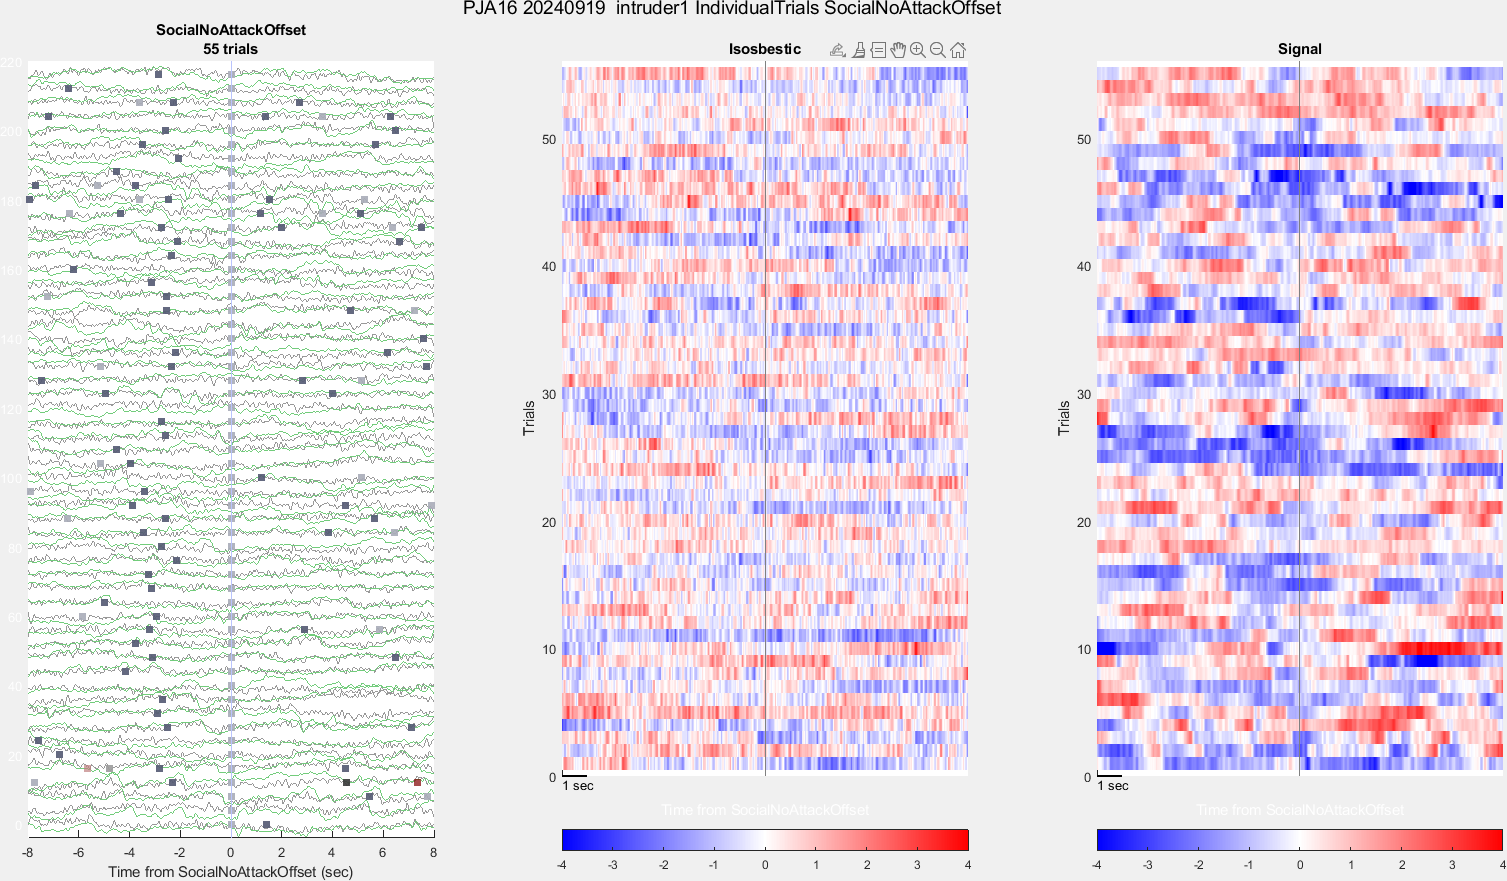 PJA16 20240919  intruder1 IndividualTrials SocialNoAttackOffset
SocialNoAttackOffset
55 trials
220
200
180
160
140
120
100
80
60
40
20
0
-8 -6 -4 -2 0 2 4 6 8
Time from SocialNoAttackOffset (sec)
Isosbestic
50
40
30
20
10
0
Trials
1 sec
Time from SocialNoAttackOffset
-4 -3 -2 -1 0 1 2 3 4
Signal
50
40
30
20
10
0
Trials
1 sec
Time from SocialNoAttackOffset
-4 -3 -2 -1 0 1 2 3 4